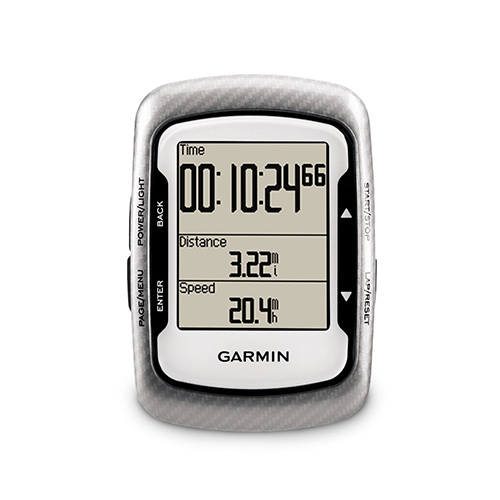 Time
00:10:24 66
Distance
3.22 mi
Speed
20.4 mh
GARMIN
POWER/LIGHT
BACK
PAGE/MENU
ENTER
START/STOP
LAP/RESET